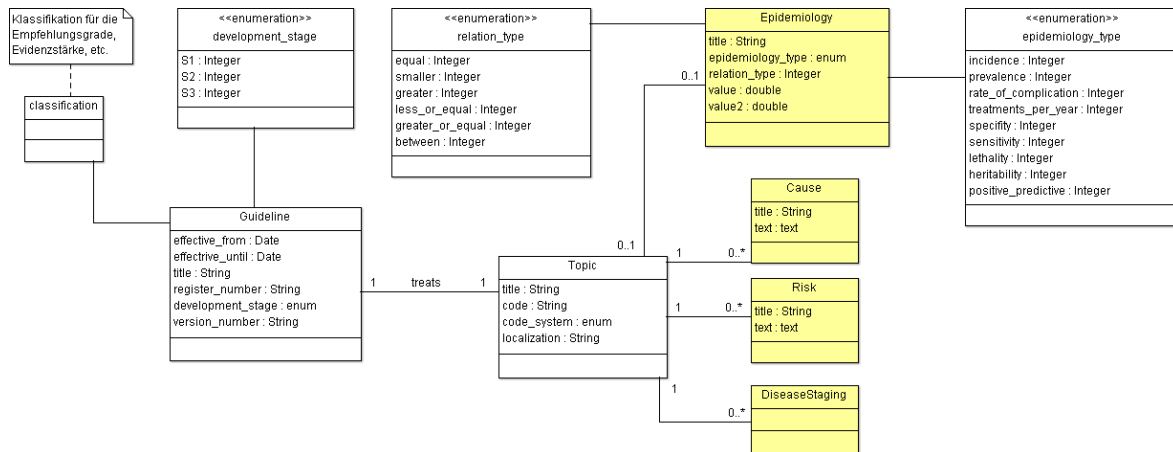 Klassifikation für die
Empfehlungsgrade,
Evidenzstärke, etc.
classification
<<enumeration>>
development_stage
S1 : Integer
S2 : Integer
S3 : Integer
<<enumeration>>
relation_type
equal : Integer
smaller : Integer
greater : Integer
less_or_equal : Integer
greater_or_equal : Integer
between : Integer
Epidemiology
title : String
epidemiology_type : enum
relation_type : Integer
value : double
value2 : double
<<enumeration>>
epidemiology_type
incidence : Integer
prevalence : Integer
rate_of_complication : Integer
treatments_per_year : Integer
specifity : Integer
sensitivity : Integer
lethality : Integer
heritability : Integer
positive_predictive : Integer
0..1
0..1
Guideline
effective_from : Date
effetrive_until : Date
title : String
register_number : String
development_stage : enum
version_number : String
1 treats 1
Topic
title : String
code : String
code_system : enum
localization : String
1 0..*
Cause
title : String
text : text
1 0..*
Risk
title : String
text : text
1
0..*
DiseaseStaging